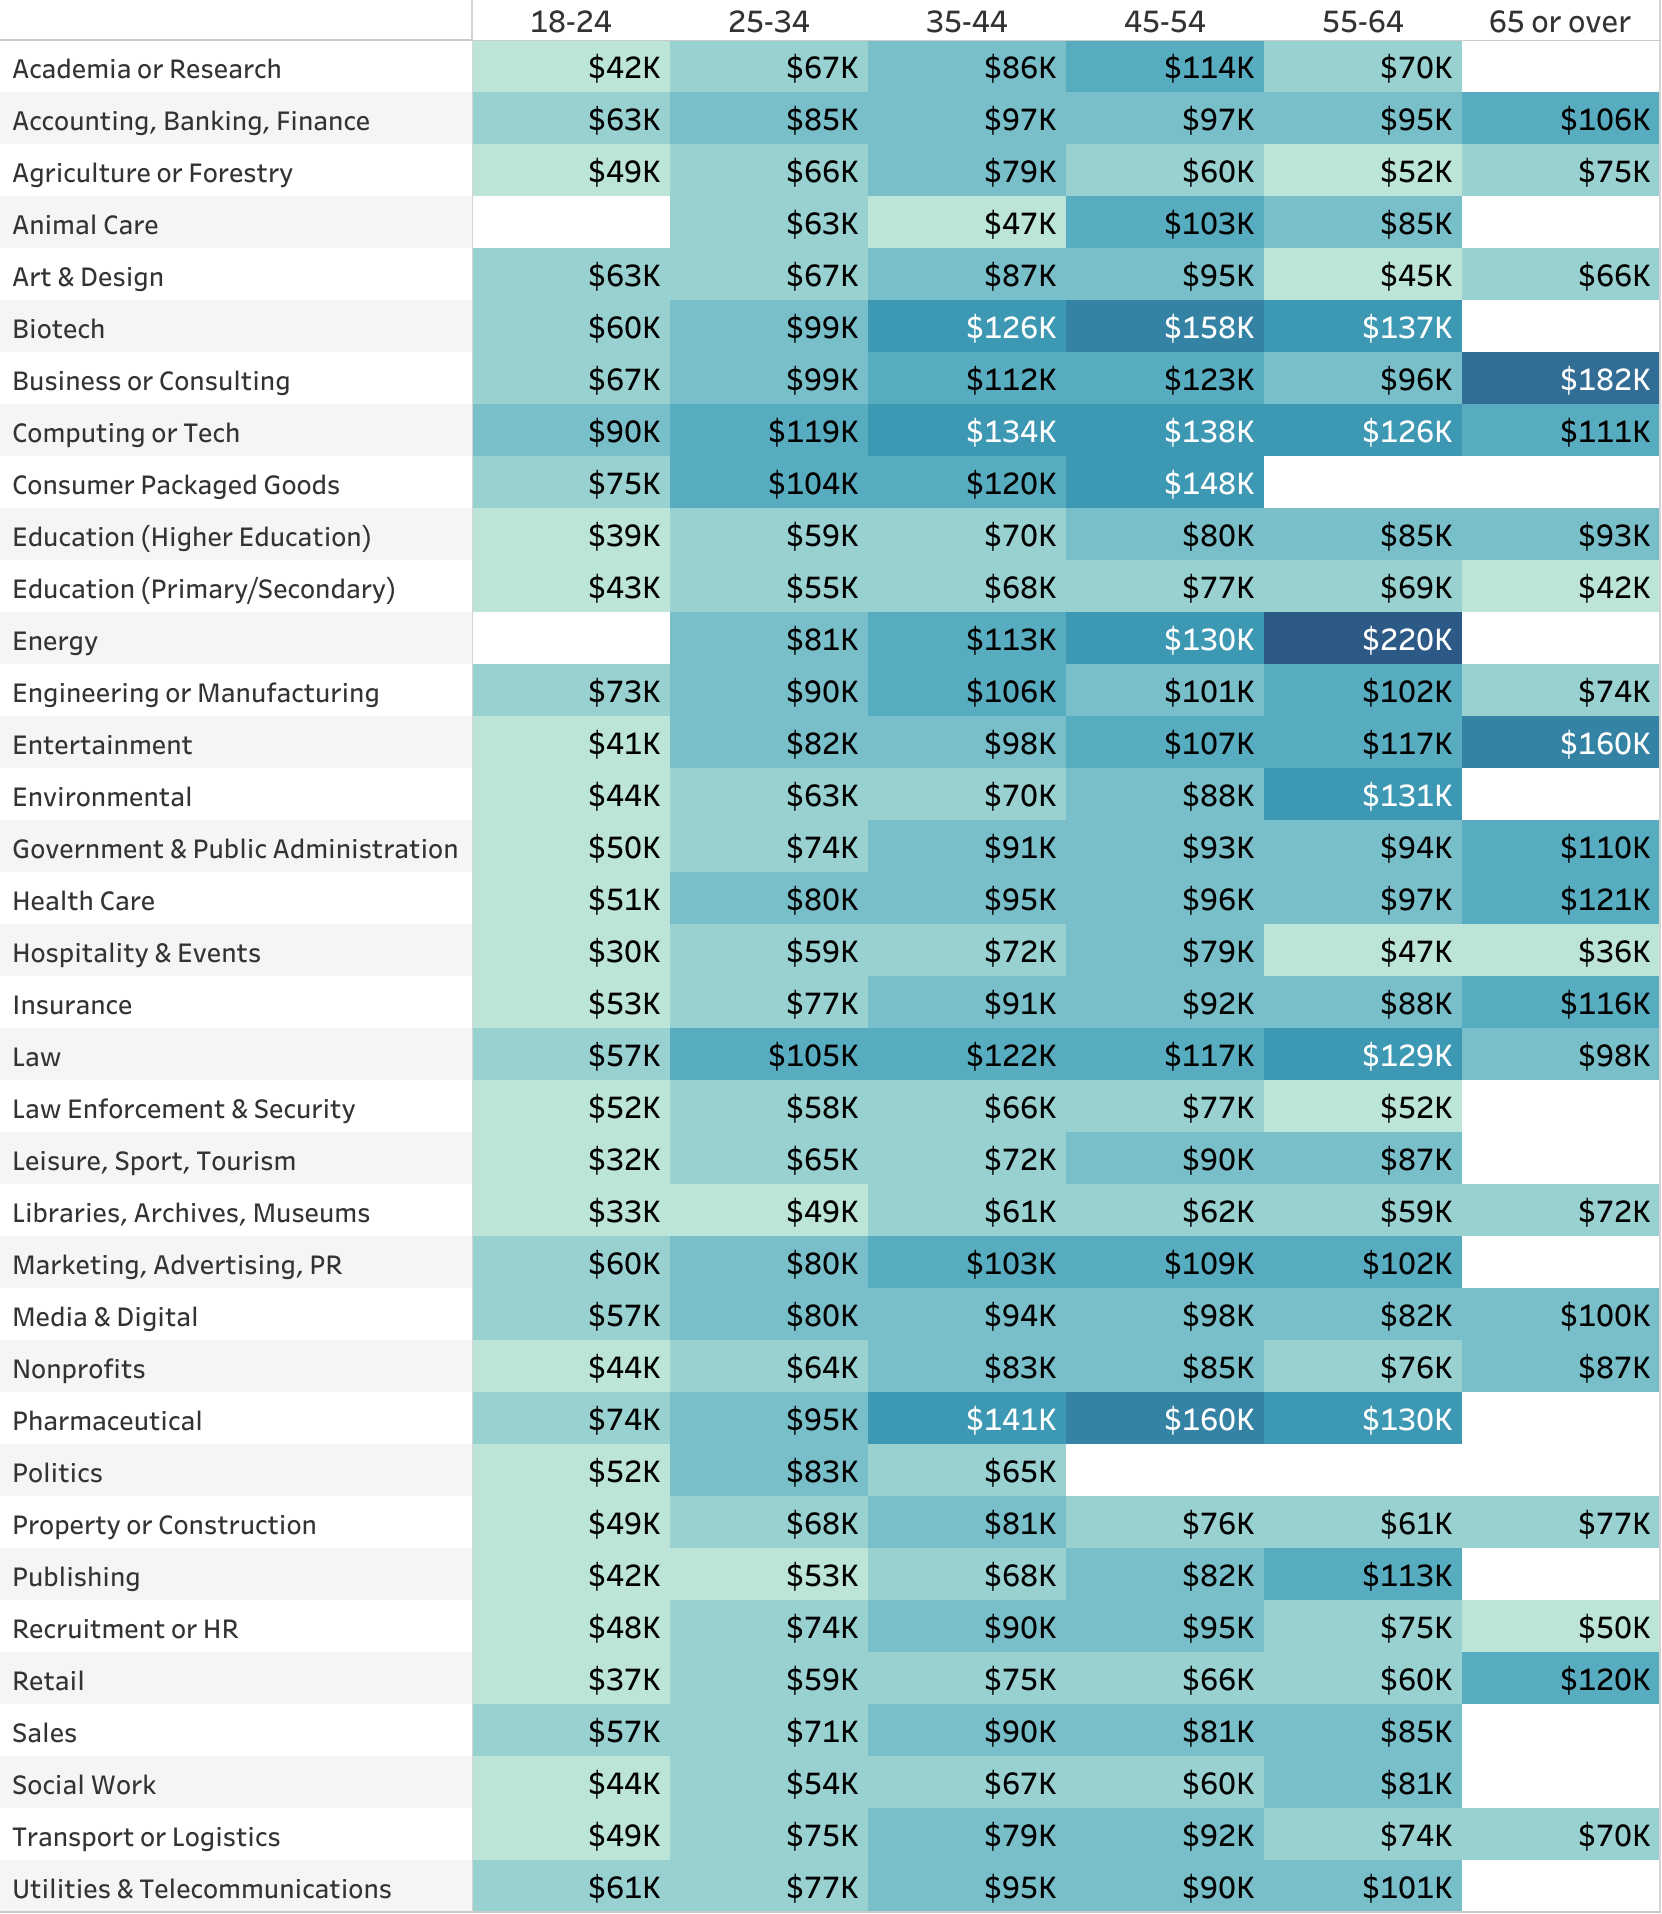 18-24 25-34 35-44 45-54 55-64 65 or over
Academia or Research $42K $67K $86K $114K $70K
Accounting, Banking, Finance $63K $85K $97K $97K $95K $106K
Agriculture or Forestry $49K $66K $79K $60K $52K $75K
Animal Care $63K $47K $103K $85K
Art & Design $63K $67K $87K $95K $45K $66K
Biotech $60K $99K $126K $158K $137K
Business or Consulting $67K $99K $112K $123K $96K $182K
Computing or Tech $90K $119K $134K $138K $126K $111K
Consumer Packaged Goods $75K $104K $120K $148K
Education (Higher Education) $39K $59K $70K $80K $85K $93K
Education (Primary/Secondary) $43K $55K $68K $77K $69K $42K
Energy $81K $113K $130K $220K
Engineering or Manufacturing $73K $90K $106K $101K $102K $74K
Entertainment $41K $82K $98K $107K $117K $160K
Environmental $44K $63K $70K $88K $131K
Government & Public Administration $50K $74K $91K $93K $94K $110K
Health Care $51K $80K $95K $96K $97K $121K
Hospitality & Events $30K $59K $72K $79K $47K $36K
Insurance $53K $77K $91K $92K $88K $116K
Law $57K $105K $122K $117K $129K $98K
Law Enforcement & Security $52K $58K $66K $77K $52K
Leisure, Sport, Tourism $32K $65K $72K $90K $87K
Libraries, Archives, Museums $33K $49K $61K $62K $59K $72K
Marketing, Advertising, PR $60K $80K $103K $109K $102K
Media & Digital $57K $80K $94K $98K $82K $100K
Nonprofits $44K $64K $83K $85K $76K $87K
Pharmaceutical $74K $95K $141K $160K $130K
Politics $52K $83K $65K
Property or Construction $49K $68K $81K $76K $61K $77K
Publishing $42K $53K $68K $82K $113K
Recruitment or HR $48K $74K $90K $95K $75K $50K
Retail $37K $59K $75K $66K $60K $120K
Sales $57K $71K $90K $81K $85K
Social Work $44K $54K $67K $60K $81K
Transport or Logistics $49K $75K $79K $92K $74K $70K
Utilities & Telecommunications $61K $77K $95K $90K $101K